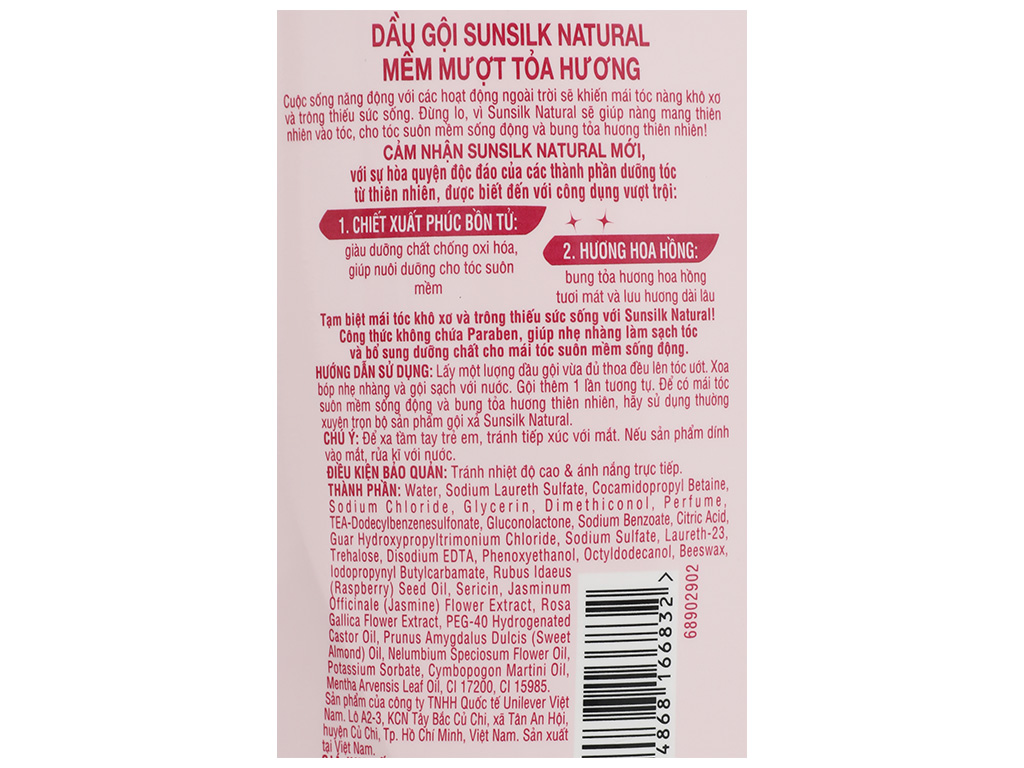 DẦU GỘI SUNSILK NATURAL
MỀM MƯỢT TỎA HƯƠNG
Cuộc sống năng động với các hoạt động ngoài trời sẽ khiến mái tóc nàng khô xơ
và trông thiếu sức sống. Đừng lo, vì Sunsilk Natural sẽ giúp nàng mang thiên
nhiên vào tóc, cho tóc suôn mềm sống động và bung tỏa hương thiên nhiên!
CẢM NHẬN SUNSILK NATURAL MỚI,
với sự hòa quyện độc đáo của các thành phần dưỡng tóc
từ thiên nhiên, được biết đến với công dụng vượt trội:
1. CHIẾT XUẤT PHÚC BỒN TỬ:
giàu dưỡng chất chống oxi hóa,
giúp nuôi dưỡng cho tóc suôn
mềm
2. HƯƠNG HOA HỒNG:
bung tỏa hương hoa hồng
tươi mát và lưu hương dài lâu
Tạm biệt mái tóc khô xơ và trông thiếu sức sống với Sunsilk Natural!
Công thức không chứa Paraben, giúp nhẹ nhàng làm sạch tóc
và bổ sung dưỡng chất cho mái tóc suôn mềm sống động.
HƯỚNG DẪN SỬ DỤNG: Lấy một lượng dầu gội vừa đủ thoa đều lên tóc ướt. Xoa
bóp nhẹ nhàng và gội sạch với nước. Gội thêm 1 lần tương tụ. Để có mái tóc
suôn mềm sống động và bung tỏa hương thiên nhiên, hãy sử dụng thường
xuyên trọn bộ sản phẩm gội xả Sunsilk Natural.
CHÚ Ý: Để xa tầm tay trẻ em, tránh tiếp xúc với mắt. Nếu sản phẩm dính
vào mắt, rửa kĩ với nước.
ĐIỀU KIỆN BẢO QUẢN: Tránh nhiệt độ cao & ánh nắng trực tiếp.
THÀNH PHẦN: Water, Sodium Laureth Sulfate, Cocamidopropyl Betaine,
Sodium Chloride, Glycerin, Dimethiconol, Perfume,
TEA-Dodecylbenzenesulfonate, Gluconolactone, Sodium Benzoate, Citric Acid,
Guar Hydroxypropyltrimonium Chloride, Sodium Sulfate, Laureth-23,
Trehalose, Disodium EDTA, Phenoxyethanol, Octyldodecanol, Beeswax,
Iodopropynyl Butylcarbamate, Rubus Idaeus
(Raspberry) Seed Oil, Sericin, Jasminum
Officinale (Jasmine) Flower Extract, Rosa
Gallica Flower Extract, PEG-40 Hydrogenated
Castor Oil, Prunus Amygdalus Dulcis (Sweet
Almond) Oil, Nelumbium Speciosum Flower Oil,
Potassium Sorbate, Cymbopogon Martini Oil,
Mentha Arvensis Leaf Oil, CI 17200, CI 15985.
Sản phẩm của công ty TNHH Quốc tế Unilever Việt
Nam. Lô A2-3, KCN Tây Bắc Củ Chi, xã Tân An Hội,
huyện Củ Chi, Tp. Hồ Chí Minh, Việt Nam. Sản xuất
tại Việt Nam.
4868 166832 >
68902902